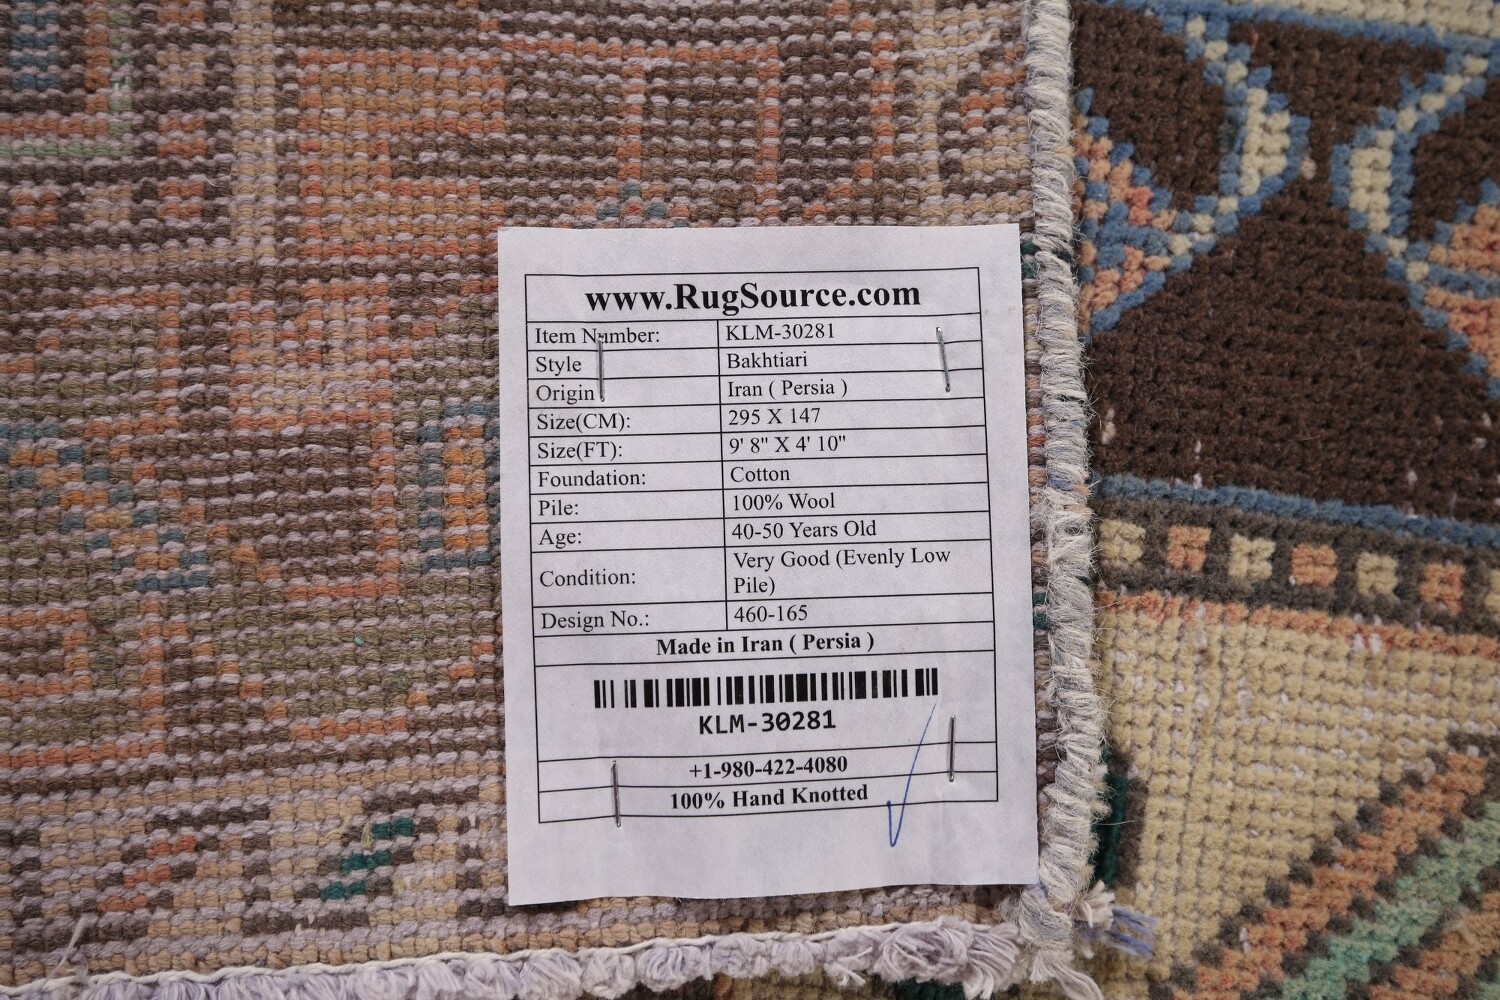 www.RugSource.com
Item Number: KLM-30281
Style Bakhtiari
Origin Iran ( Persia )
Size(CM): 295 X 147
Size(FT): 9' 8" X 4' 10"
Foundation: Cotton
Pile: 100% Wool
Age: 40-50 Years Old
Condition: Very Good (Evenly Low
Pile)
Design No.: 460-165
Made in Iran ( Persia )
KLM-30281
+1-980-422-4080
100% Hand Knotted